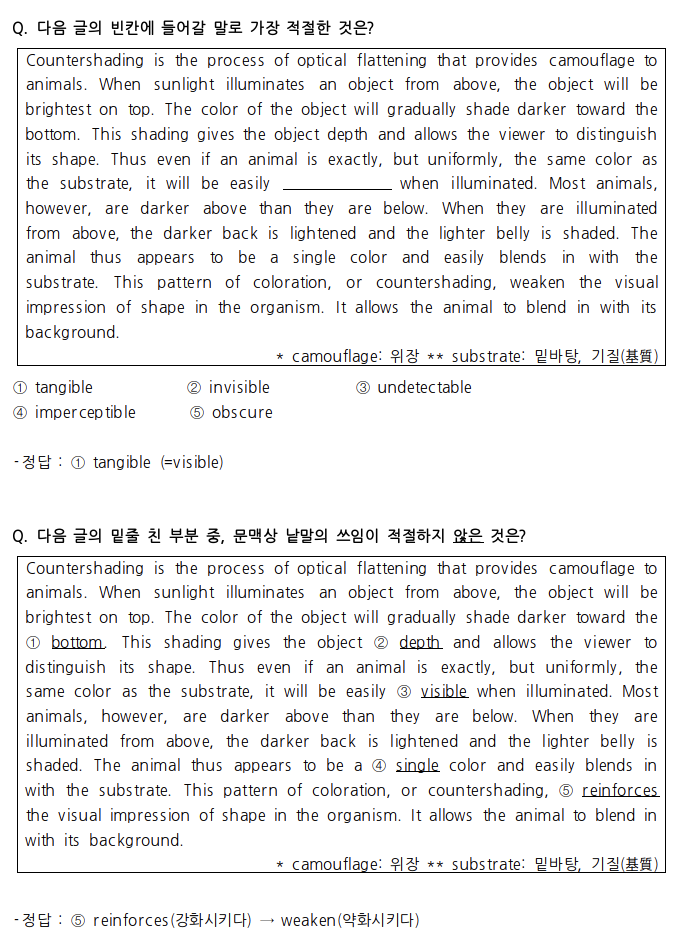 Q. 다음 글의 빈칸에 들어갈 말로 가장 적절한 것은?
Countershading is the process of optical flattening that provides camouflage to
animals. When sunlight illuminates an object from above, the object will be
brightest on top. The color of the object will gradually shade darker toward the
bottom. This shading gives the object depth and allows the viewer to distinguish
its shape. Thus even if an animal is exactly, but uniformly, the same color as
the substrate, it will be easily ____________ when illuminated. Most animals,
however, are darker above than they are below. When they are illuminated
from above, the darker back is lightened and the lighter belly is shaded. The
animal thus appears to be a single color and easily blends in with the
substrate. This pattern of coloration, or countershading, weaken the visual
impression of shape in the organism. It allows the animal to blend in with its
background.
* camouflage: 위장 ** substrate: 밑바탕, 기질(基質)
① tangible ② invisible ③ undetectable
④ imperceptible ⑤ obscure
-정답 : ① tangible (=visible)
Q. 다음 글의 밑줄 친 부분 중, 문맥상 낱말의 쓰임이 적절하지 않은 것은?
Countershading is the process of optical flattening that provides camouflage to
animals. When sunlight illuminates an object from above, the object will be
brightest on top. The color of the object will gradually shade darker toward the
① bottom. This shading gives the object ② depth and allows the viewer to
distinguish its shape. Thus even if an animal is exactly, but uniformly, the
same color as the substrate, it will be easily ③ visible when illuminated. Most
animals, however, are darker above than they are below. When they are
illuminated from above, the darker back is lightened and the lighter belly is
shaded. The animal thus appears to be a ④ single color and easily blends in
with the substrate. This pattern of coloration, or countershading, ⑤ reinforces
the visual impression of shape in the organism. It allows the animal to blend in
with its background.
* camouflage: 위장 ** substrate: 밑바탕, 기질(基質)
-정답 : ⑤ reinforces(강화시키다) → weaken(약화시키다)